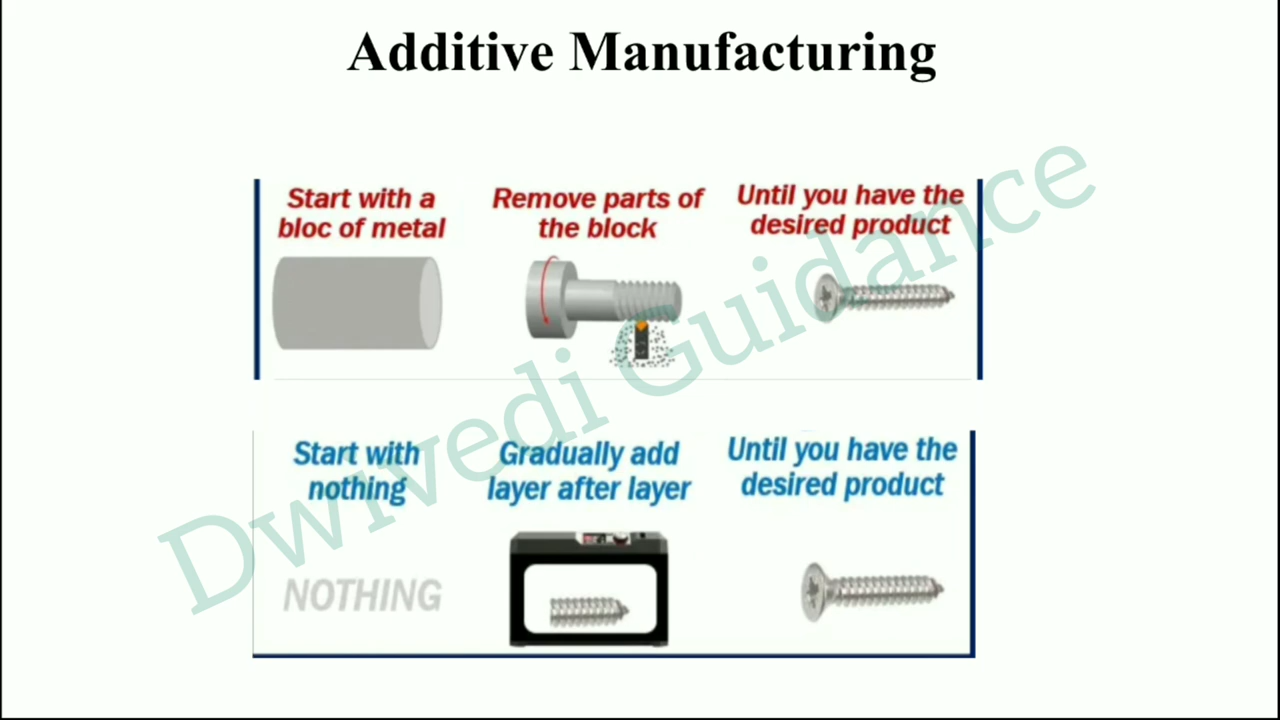 Additive Manufacturing
Start with a
bloc of metal
Remove parts of
the block
Until you have the
desired product
Start with
nothing
Gradually add
layer after layer
Until you have the
desired product
NOTHING
Dwivedi Guidance